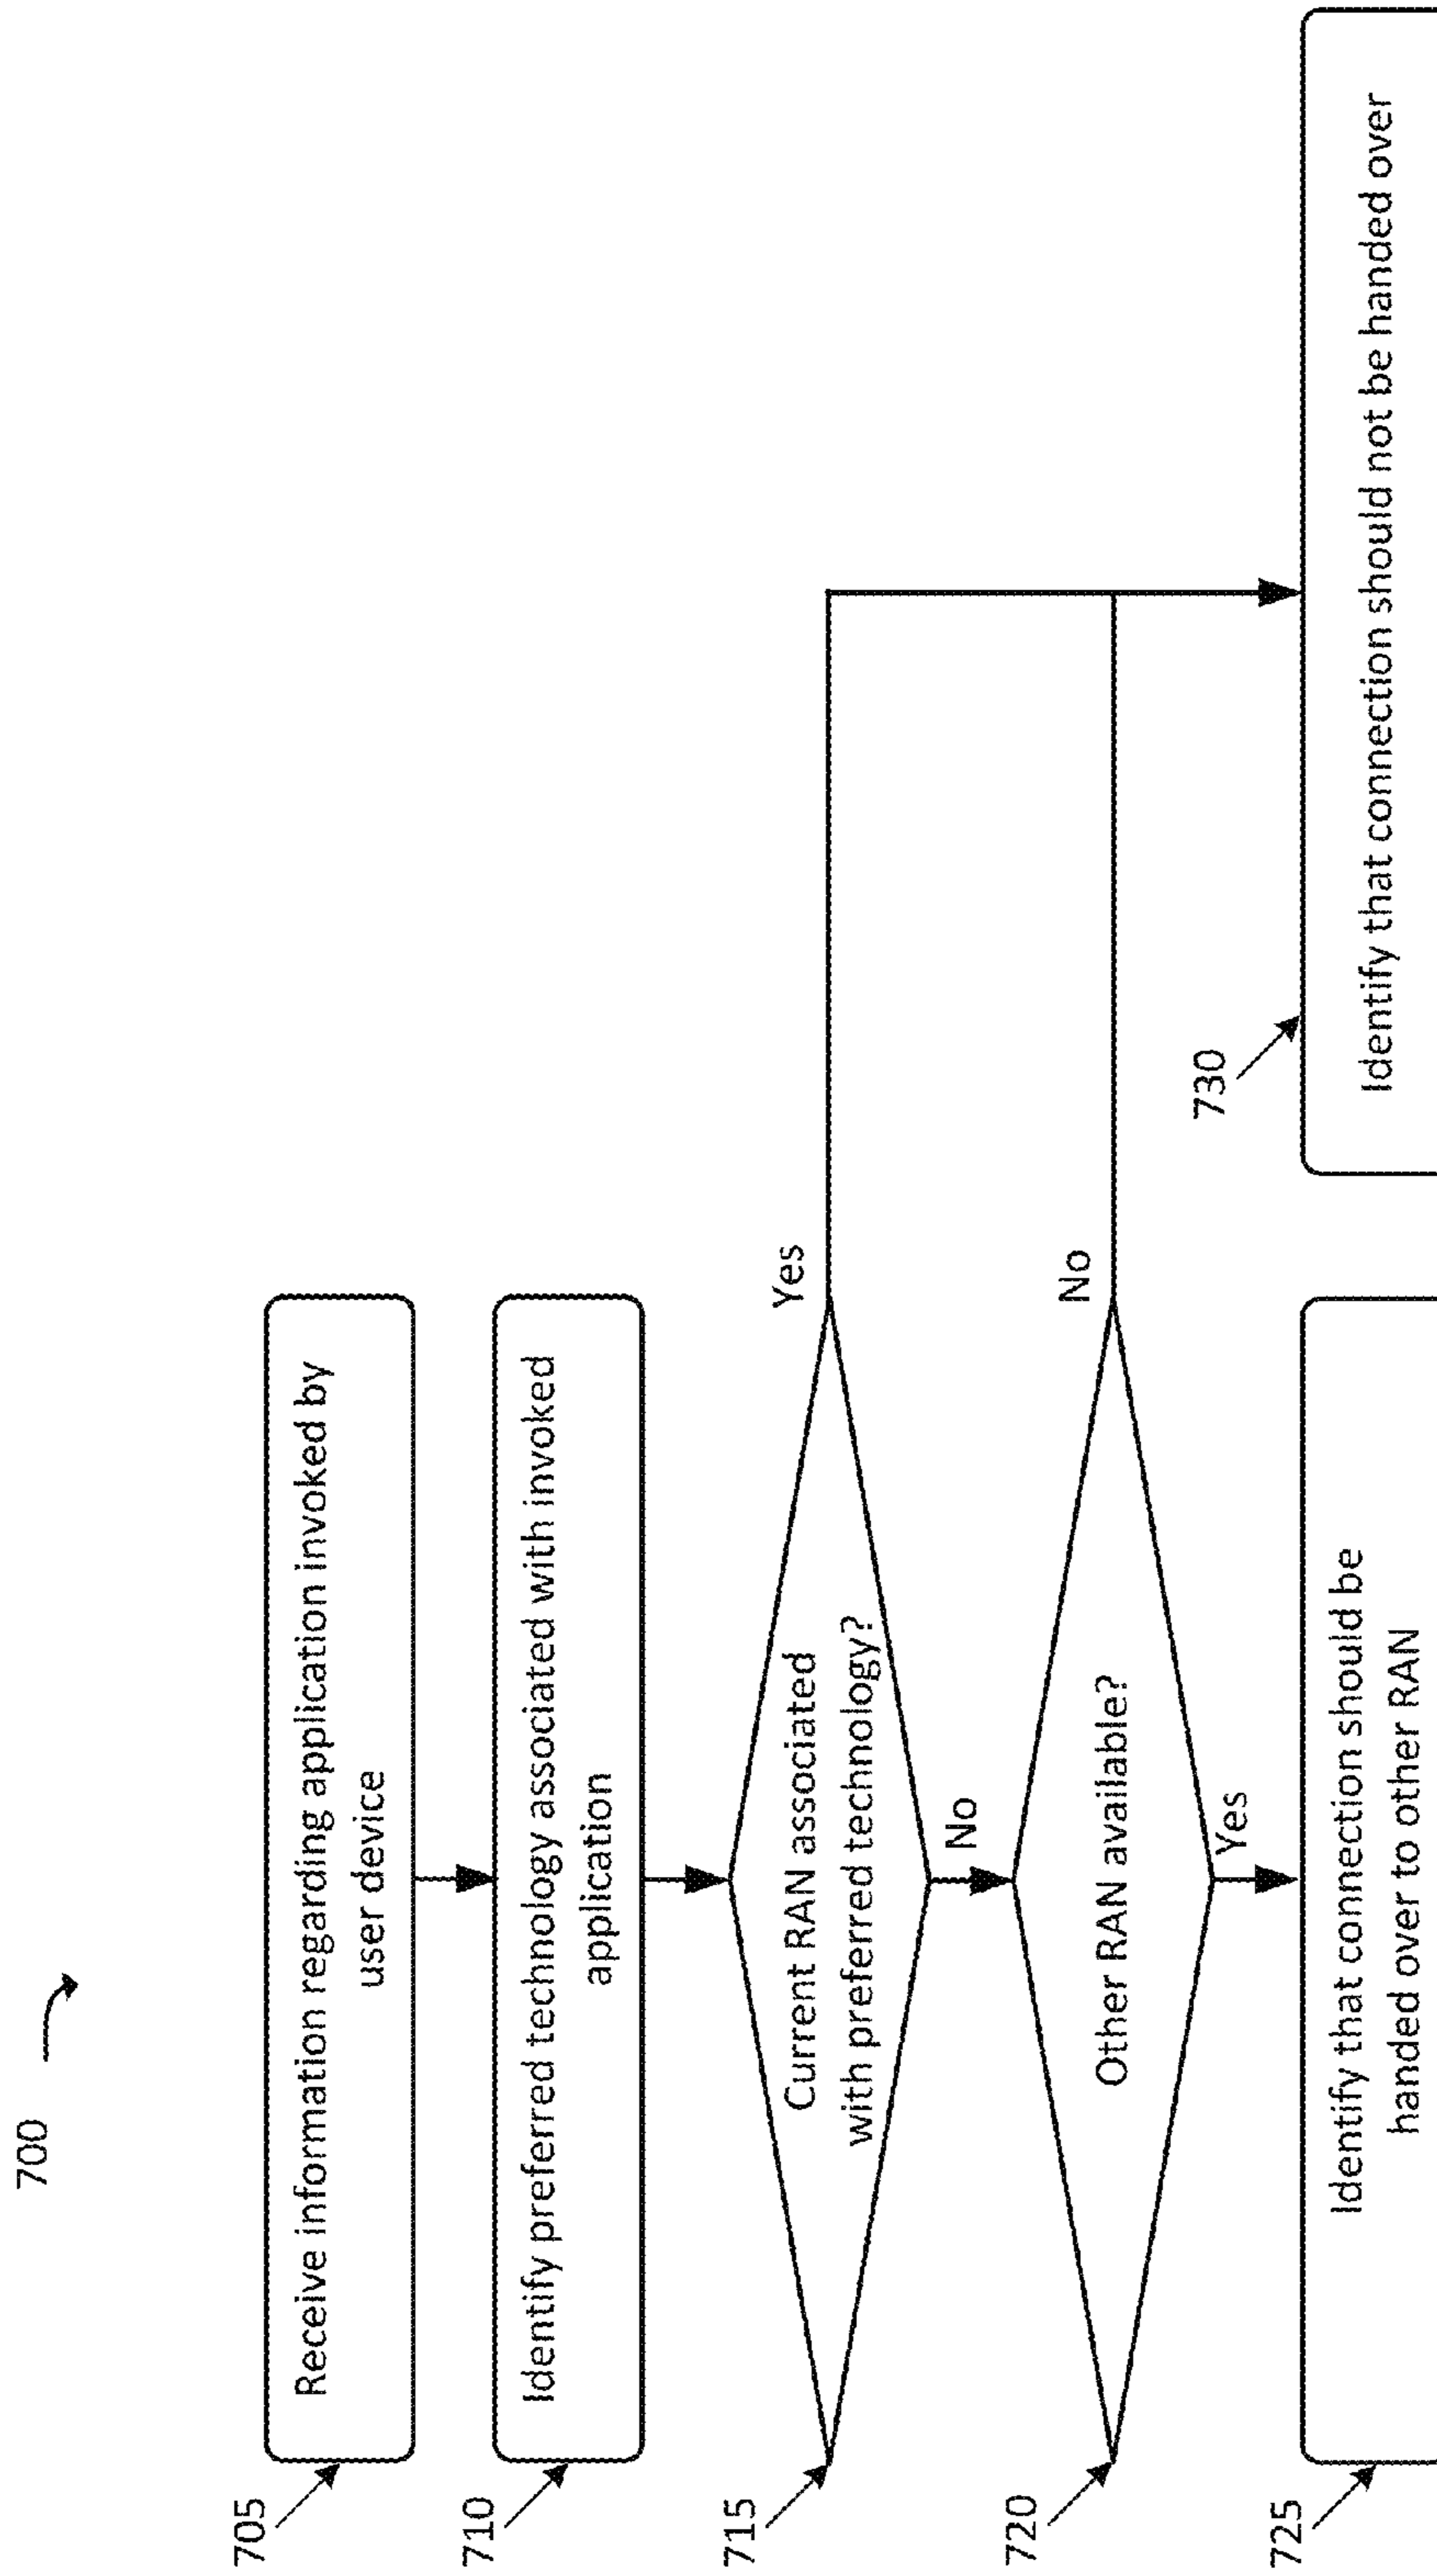 700
705
Receive information regarding application invoked by
user device
710
Identify preferred technology associated with invoked
application
715
Current RAN associated
with preferred technology?
Yes
No
720
Other RAN available?
No
Yes
725
Identify that connection should be
handed over to other RAN
730
Identify that connection should not be handed over